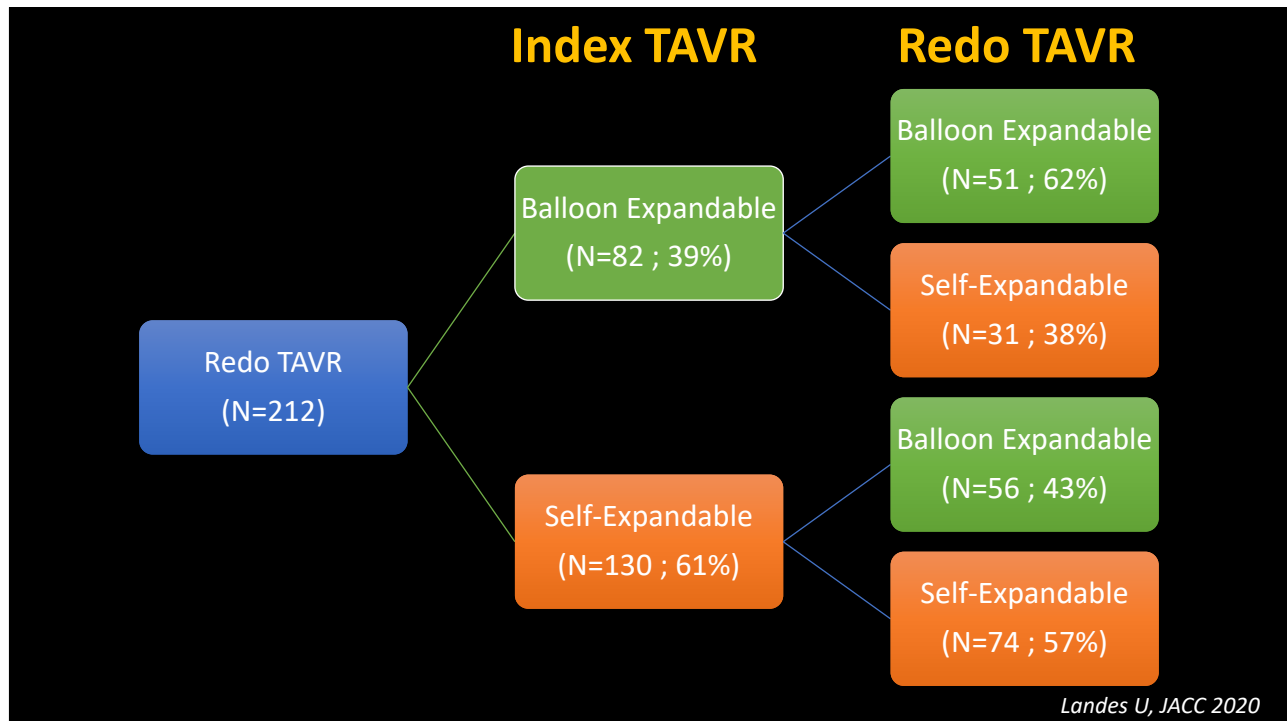 Index TAVR
Redo TAVR
Redo TAVR
(N=212)
Balloon Expandable
(N=82 ; 39%)
Self-Expandable
(N=130 ; 61%)
Balloon Expandable
(N=51 ; 62%)
Self-Expandable
(N=31 ; 38%)
Balloon Expandable
(N=56 ; 43%)
Self-Expandable
(N=74 ; 57%)
Landes U, JACC 2020